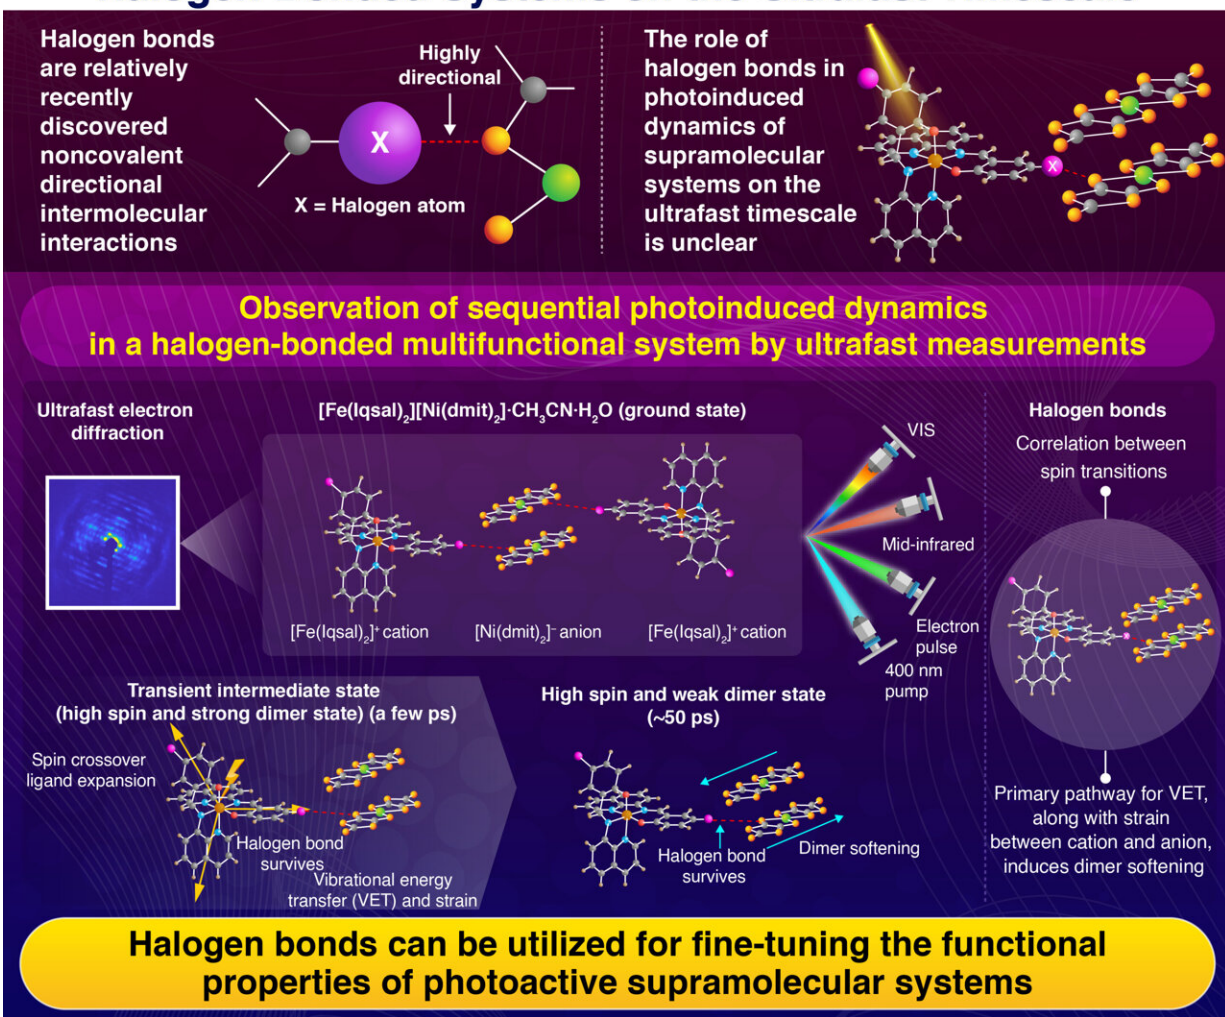 Halogen bonds
are relatively
recently
discovered
noncovalent
directional
intermolecular
interactions
Highly
directional
X
X = Halogen atom
The role of
halogen bonds in
photoinduced
dynamics of
supramolecular
systems on the
ultrafast timescale
is unclear
X
Observation of sequential photoinduced dynamics
in a halogen-bonded multifunctional system by ultrafast measurements
Ultrafast electron
diffraction
[Fe(Iqsal)₂][Ni(dmit)₂]·CH₃CN·H₂O (ground state)
[Fe(Iqsal)₂]⁺ cation
[Ni(dmit)₂]⁻ anion
[Fe(Iqsal)₂]⁺ cation
VIS
Mid-infrared
Electron
pulse
400 nm
pump
Halogen bonds
Correlation between
spin transitions
Primary pathway for VET,
along with strain
between cation and anion,
induces dimer softening
Transient intermediate state
(high spin and strong dimer state) (a few ps)
Spin crossover
ligand expansion
Halogen bond
survives
Vibrational energy
transfer (VET) and strain
High spin and weak dimer state
(~50 ps)
Halogen bond
survives
Dimer softening
Halogen bonds can be utilized for fine-tuning the functional
properties of photoactive supramolecular systems